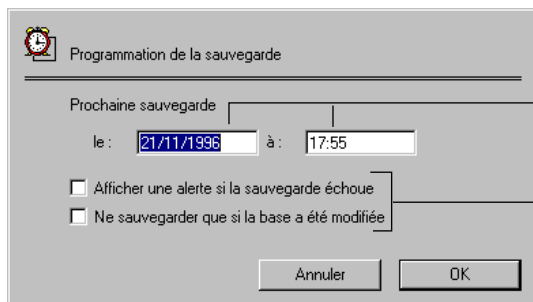 Programmation de la sauvegarde
Prochaine sauvegarde
le : 21/11/1996 à : 17:55
Afficher une alerte si la sauvegarde échoue
Ne sauvegarder que si la base a été modifiée
Annuler OK